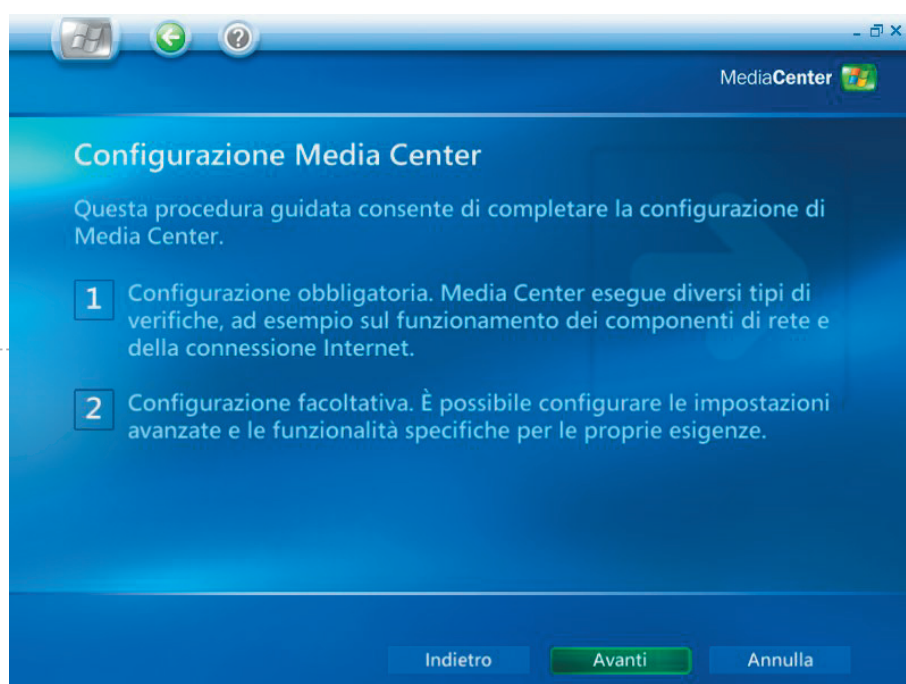 MediaCenter
Configurazione Media Center
Questa procedura guidata consente di completare la configurazione di
Media Center.
1 Configurazione obbligatoria. Media Center esegue diversi tipi di
verifiche, ad esempio sul funzionamento dei componenti di rete e
della connessione Internet.
2 Configurazione facoltativa. È possibile configurare le impostazioni
avanzate e le funzionalità specifiche per le proprie esigenze.
Indietro Avanti Annulla